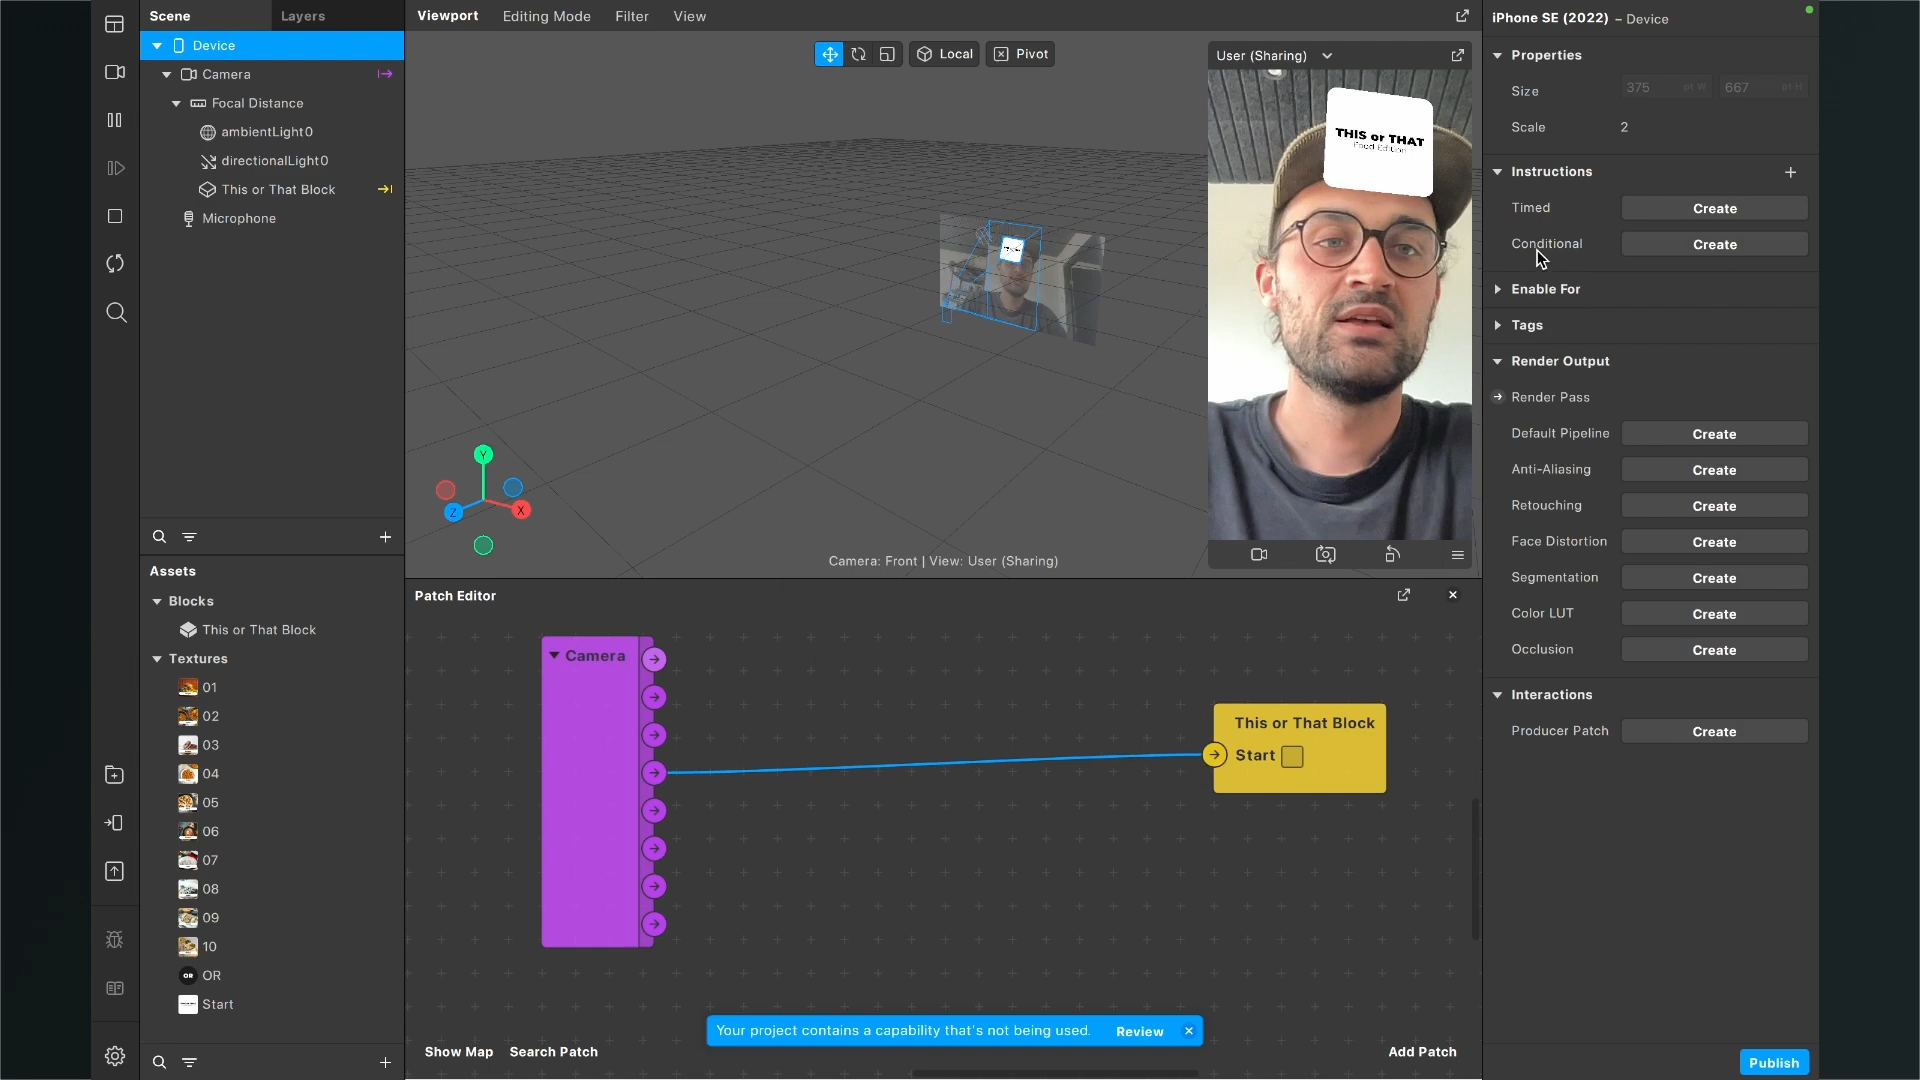 Scene
Layers
Device
Camera
Focal Distance
ambientLight0
directionalLight0
This or That Block
Microphone
Assets
Blocks
This or That Block
Textures
01
02
03
04
05
06
07
08
09
10
OR
OR
Start
Viewport
Editing Mode
Filter
View
Local
Pivot
Y
Z
X
Camera: Front | View: User (Sharing)
User (Sharing)
THIS or THAT
Food Edition
Patch Editor
Camera
This or That Block
Start
Your project contains a capability that's not being used.
Review
Show Map
Search Patch
Add Patch
iPhone SE (2022) – Device
Properties
Size
375 pt W
667 pt H
Scale
2
Instructions
Timed
Create
Conditional
Create
Enable For
Tags
Render Output
Render Pass
Default Pipeline
Create
Anti-Aliasing
Create
Retouching
Create
Face Distortion
Create
Segmentation
Create
Color LUT
Create
Occlusion
Create
Interactions
Producer Patch
Create
Publish